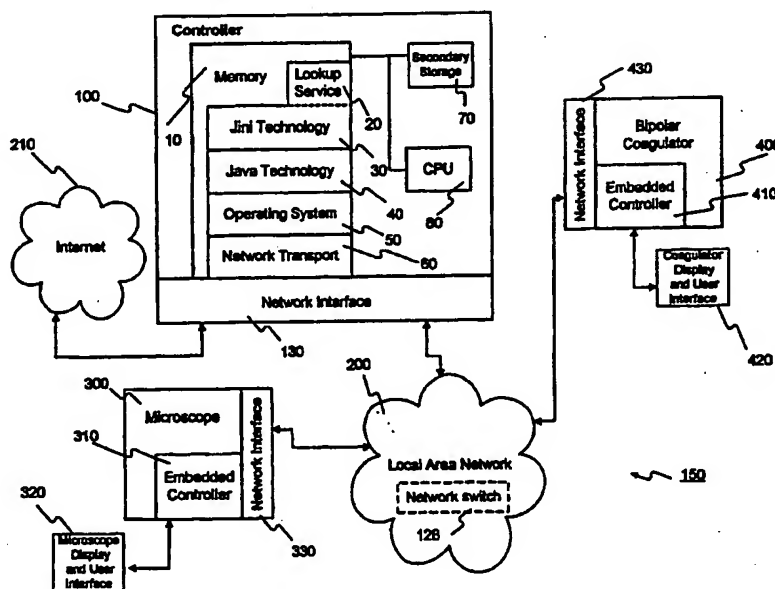 Controller
Memory
Lookup
Service
Secondary
Storage
100
10
20
70
Jini Technology
30
Java Technology
40
CPU
80
Operating System
50
Network Transport
60
Network Interface
130
210
Internet
430
Network Interface
Bipolar
Coagulator
400
Embedded
Controller
410
Coagulator
Display
and User
Interface
420
300
Microscope
310
Embedded
Controller
Network Interface
330
320
Microscope
Display
and User
Interface
200
Local Area Network
Network switch
128
150